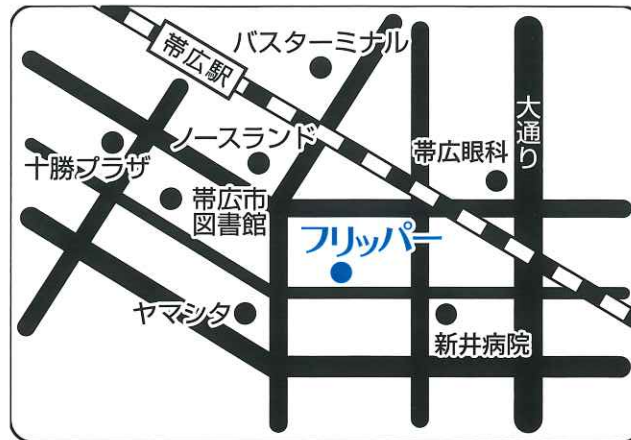 バスターミナル
帯広駅
大通り
ノースランド
帯広眼科
十勝プラザ
帯広市
図書館
フリッパー
ヤマシタ
新井病院